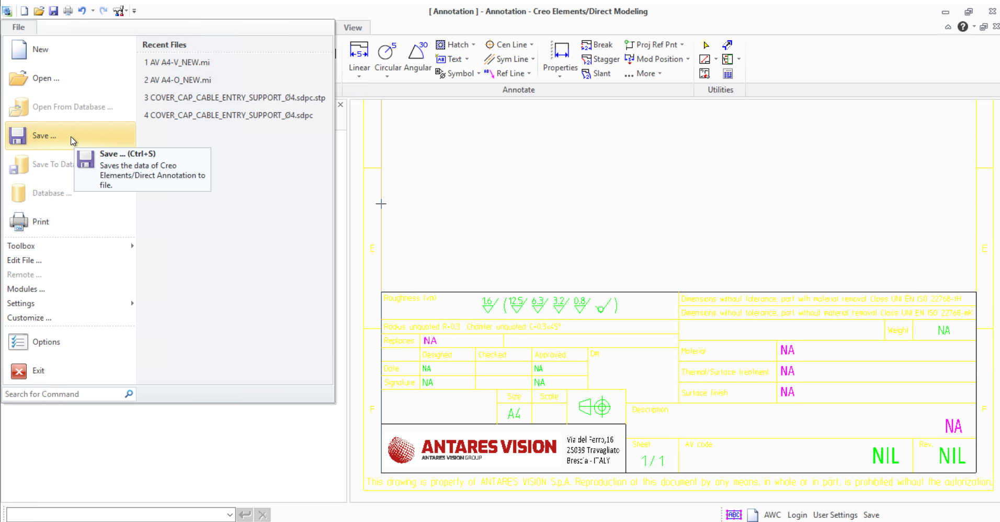 [ Annotation ] - Annotation - Creo Elements/Direct Modeling
File
View
New
Open ...
Open From Database ...
Save ...
Save To Dat
Database ...
Print
Toolbox
Edit File ...
Remote ...
Modules ...
Settings
Customize ...
Options
Exit
Search for Command
Recent Files
1 AV A4-V_NEW.mi
2 AV A4-O_NEW.mi
3 COVER_CAP_CABLE_ENTRY_SUPPORT_Ø4.sdpc.stp
4 COVER_CAP_CABLE_ENTRY_SUPPORT_Ø4.sdpc
Save ... (Ctrl+S)
Saves the data of Creo
Elements/Direct Annotation to
file.
Linear
5
Circular
30
Angular
Hatch
Text
Symbol
Cen Line
Sym Line
Ref Line
Properties
Break
Stagger
Slant
Proj Ref Pnt
Mod Position
... More
Annotate
Utilities
E
E
F
F
Roughness
1.6/ (12.5/ 6.3/ 3.2/ 0.8/ )
Dimensions without tolerance, part with material removal Class UNI EN ISO 22768-mH
Dimensions without tolerance, part without material removal Class UNI EN ISO 22768-mK
Radius unquoted R=0.3 Chamfer unquoted C=0.3x45°
Weight
NA
Replaces
NA
Designed
Checked
Approved
DM
Date
NA
NA
Signature
NA
NA
Material
NA
Thermal/Surface treatment
NA
Surface finish
NA
Size
Scale
A4
Description
NA
ANTARES VISION
ANTARES VISION GROUP
Via del Ferro,16
25039 Travagliato
Brescia - ITALY
Sheet
1/1
AV code
NIL
Rev.
NIL
This drawing is property of ANTARES VISION S.p.A. Reproduction of this document by any means, in whole or in part, is prohibited without the autorization.
ABC
AWC
Login
User Settings
Save